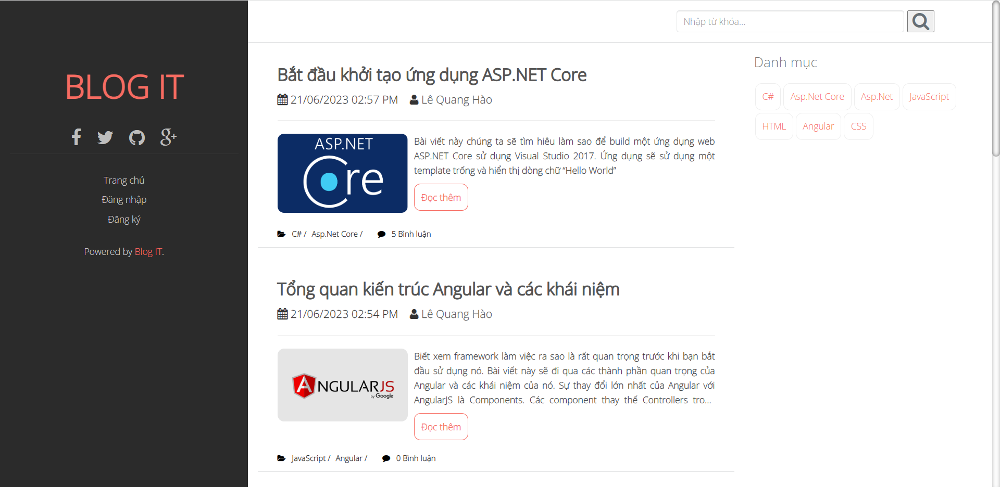 Nhập từ khóa...
BLOG IT
Trang chủ
Đăng nhập
Đăng ký
Powered by Blog IT.
Bắt đầu khởi tạo ứng dụng ASP.NET Core
21/06/2023 02:57 PM Lê Quang Hào
ASP.NET
Core
Bài viết này chúng ta sẽ tìm hiêu làm sao để build một ứng dụng web
ASP.NET Core sử dụng Visual Studio 2017. Ứng dụng sẽ sử dụng một
template trống và hiển thị dòng chữ “Hello World”
Đọc thêm
C# / Asp.Net Core / 5 Bình luận
Tổng quan kiến trúc Angular và các khái niệm
21/06/2023 02:54 PM Lê Quang Hào
ANGULARJS
by Google
Biết xem framework làm việc ra sao là rất quan trọng trước khi bạn bắt
đầu sử dụng nó. Bài viết này sẽ đi qua các thành phần quan trọng của
Angular và các khái niệm của nó. Sự thay đổi lớn nhất của Angular với
AngularJS là Components. Các component thay thế Controllers tro...
Đọc thêm
JavaScript / Angular / 0 Bình luận
Danh mục
C# Asp.Net Core Asp.Net JavaScript
HTML Angular CSS